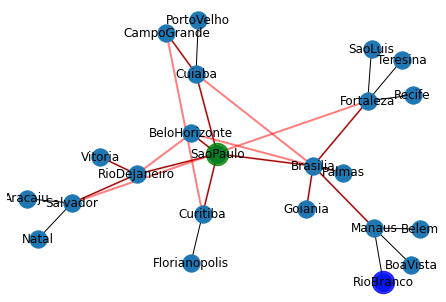 PortoVelho
CampoGrande
SaoLuis
Teresina
Cuiaba
Recife
Fortaleza
BeloHorizonte
SaoPaulo
Vitoria
Brasilia
RioDeJaneiro
Palmas
Aracaju
Salvador
Goiania
Curitiba
Manaus
Belem
Natal
Florianopolis
BoaVista
RioBranco